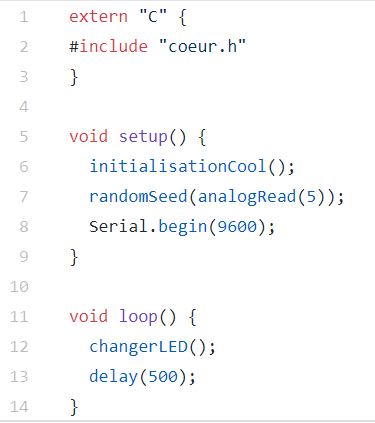 1 extern "C" {
2 #include "coeur.h"
3 }
4
5 void setup() {
6 initialisationCool();
7 randomSeed(analogRead(5));
8 Serial.begin(9600);
9 }
10
11 void loop() {
12 changerLED();
13 delay(500);
14 }